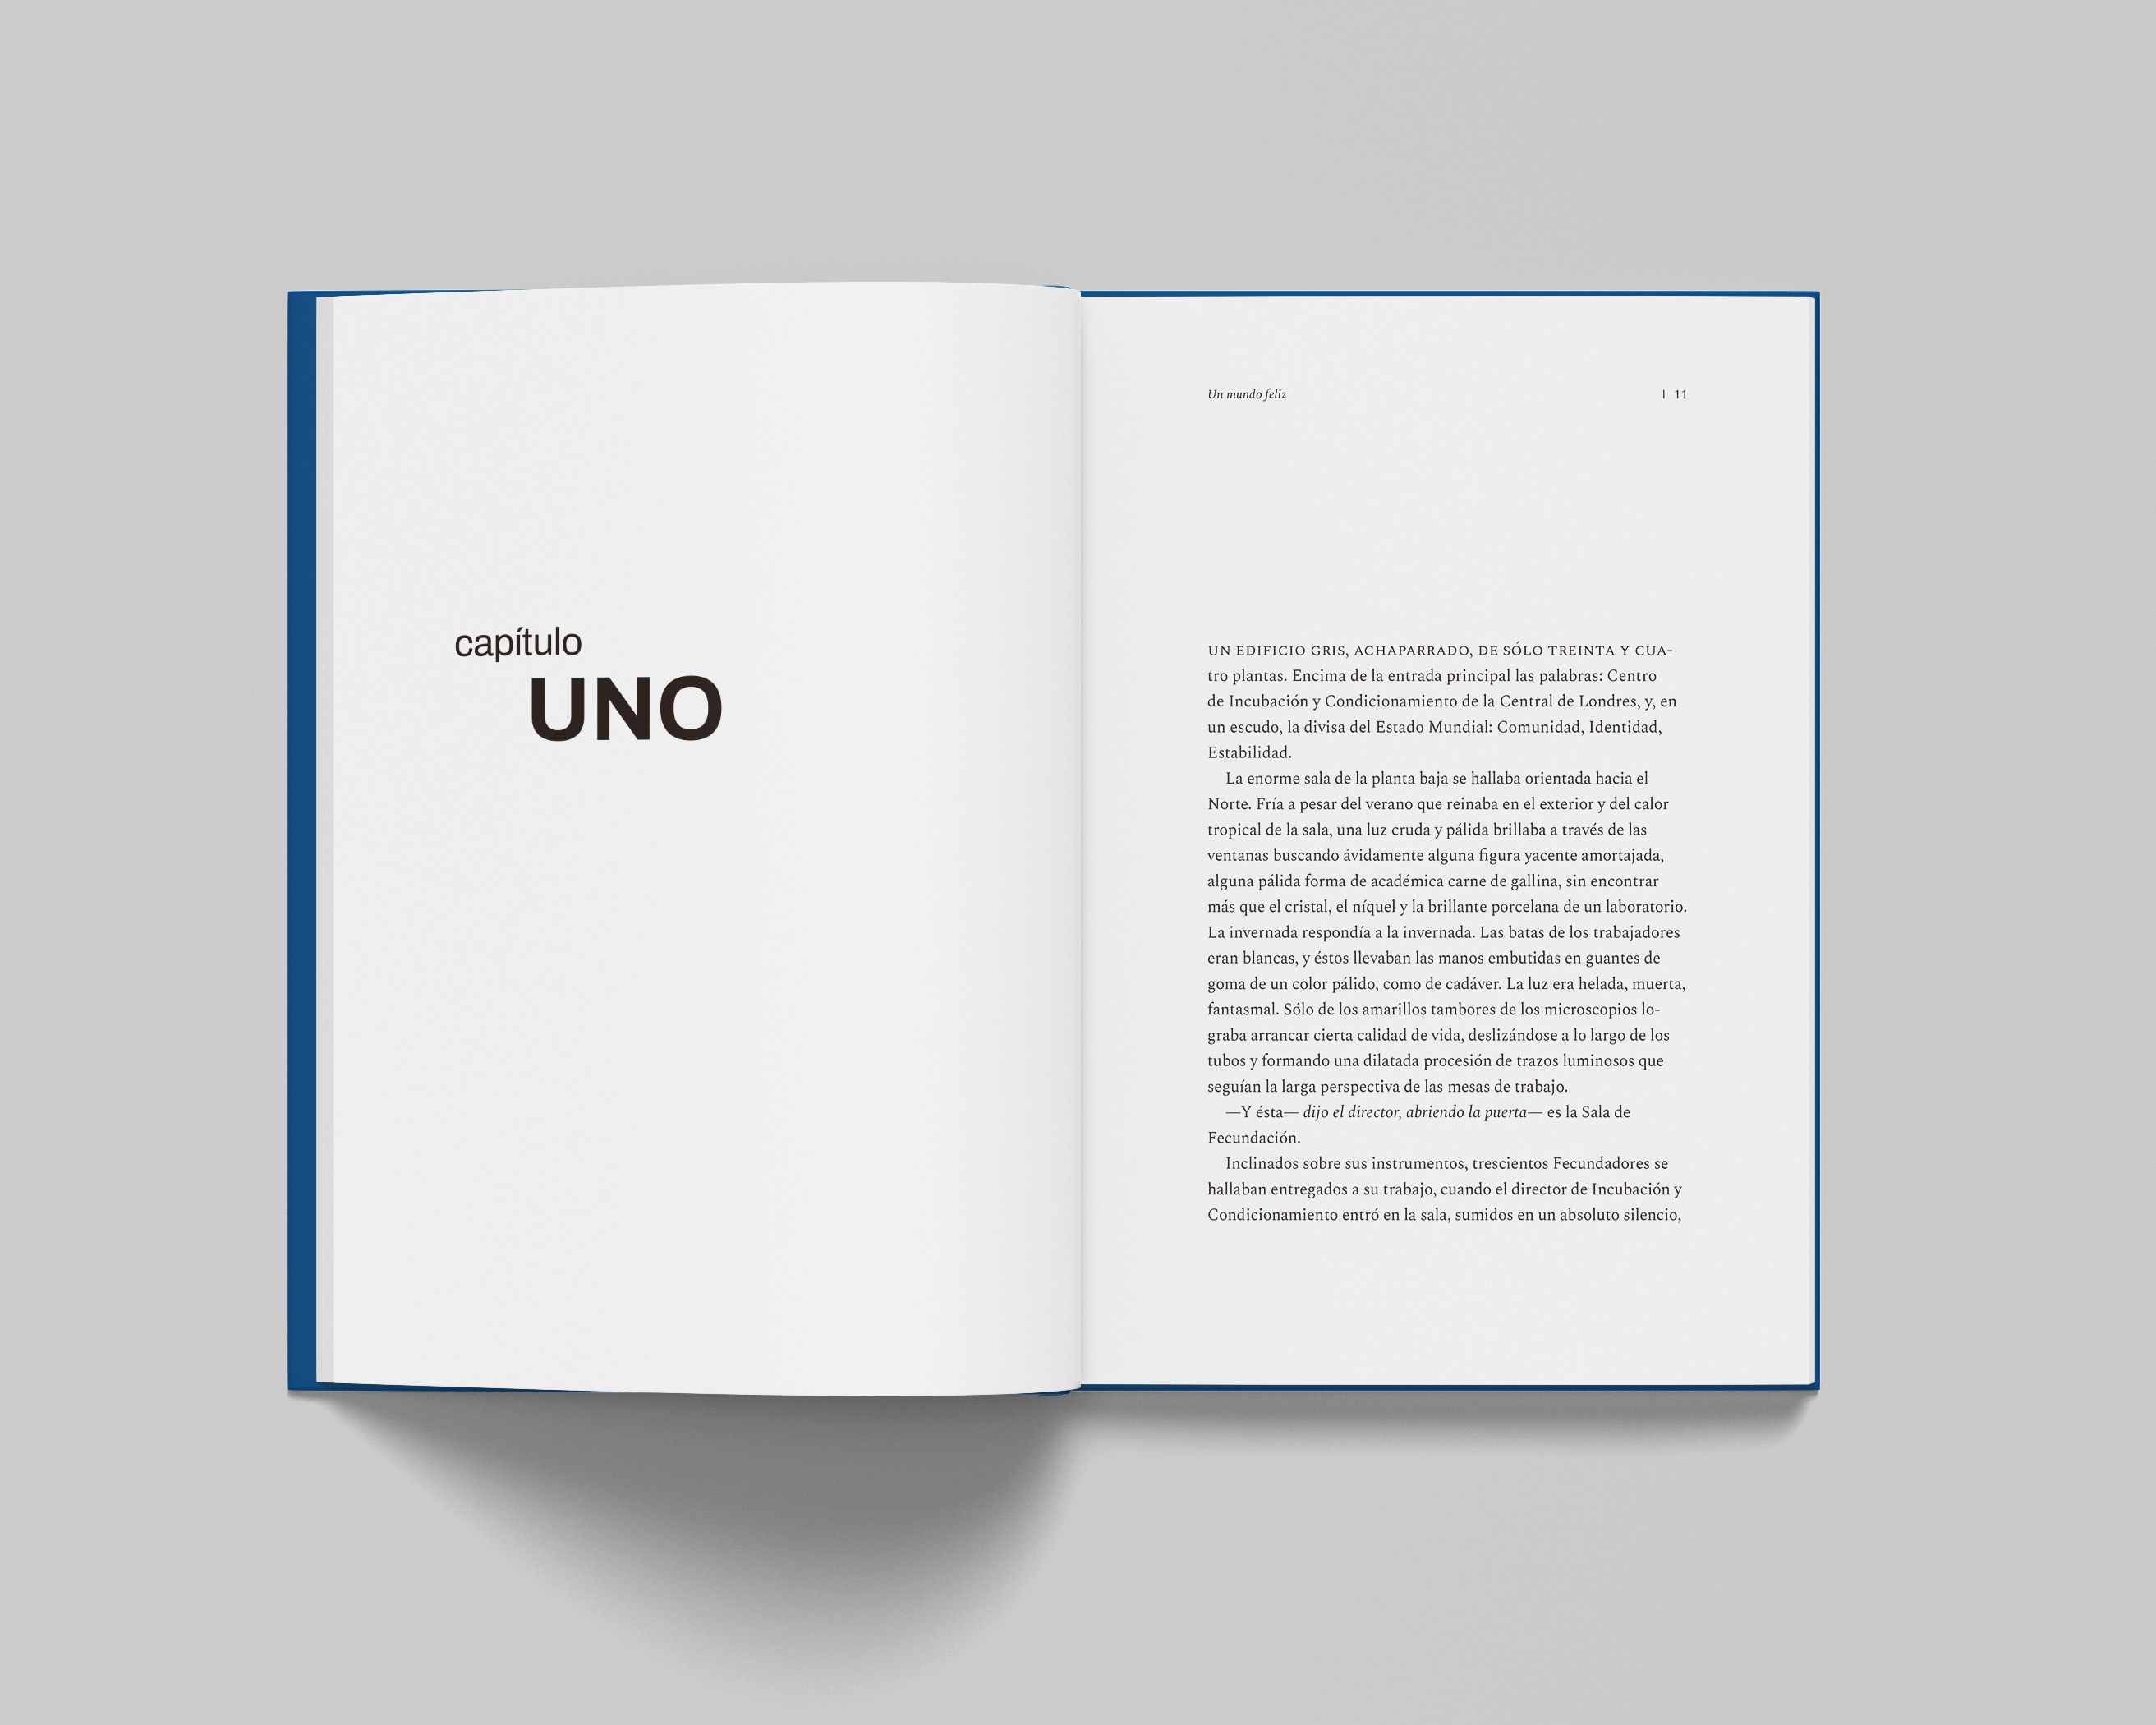 capítulo
UNO
Un mundo feliz | 11
UN EDIFICIO GRIS, ACHAPARRADO, DE SÓLO TREINTA Y CUA-
tro plantas. Encima de la entrada principal las palabras: Centro
de Incubación y Condicionamiento de la Central de Londres, y, en
un escudo, la divisa del Estado Mundial: Comunidad, Identidad,
Estabilidad.
La enorme sala de la planta baja se hallaba orientada hacia el
Norte. Fría a pesar del verano que reinaba en el exterior y del calor
tropical de la sala, una luz cruda y pálida brillaba a través de las
ventanas buscando ávidamente alguna figura yacente amortajada,
alguna pálida forma de académica carne de gallina, sin encontrar
más que el cristal, el níquel y la brillante porcelana de un laboratorio.
La invernada respondía a la invernada. Las batas de los trabajadores
eran blancas, y éstos llevaban las manos embutidas en guantes de
goma de un color pálido, como de cadáver. La luz era helada, muerta,
fantasmal. Sólo de los amarillos tambores de los microscopios lo-
graba arrancar cierta calidad de vida, deslizándose a lo largo de los
tubos y formando una dilatada procesión de trazos luminosos que
seguían la larga perspectiva de las mesas de trabajo.
—Y ésta— dijo el director, abriendo la puerta— es la Sala de
Fecundación.
Inclinados sobre sus instrumentos, trescientos Fecundadores se
hallaban entregados a su trabajo, cuando el director de Incubación y
Condicionamiento entró en la sala, sumidos en un absoluto silencio,